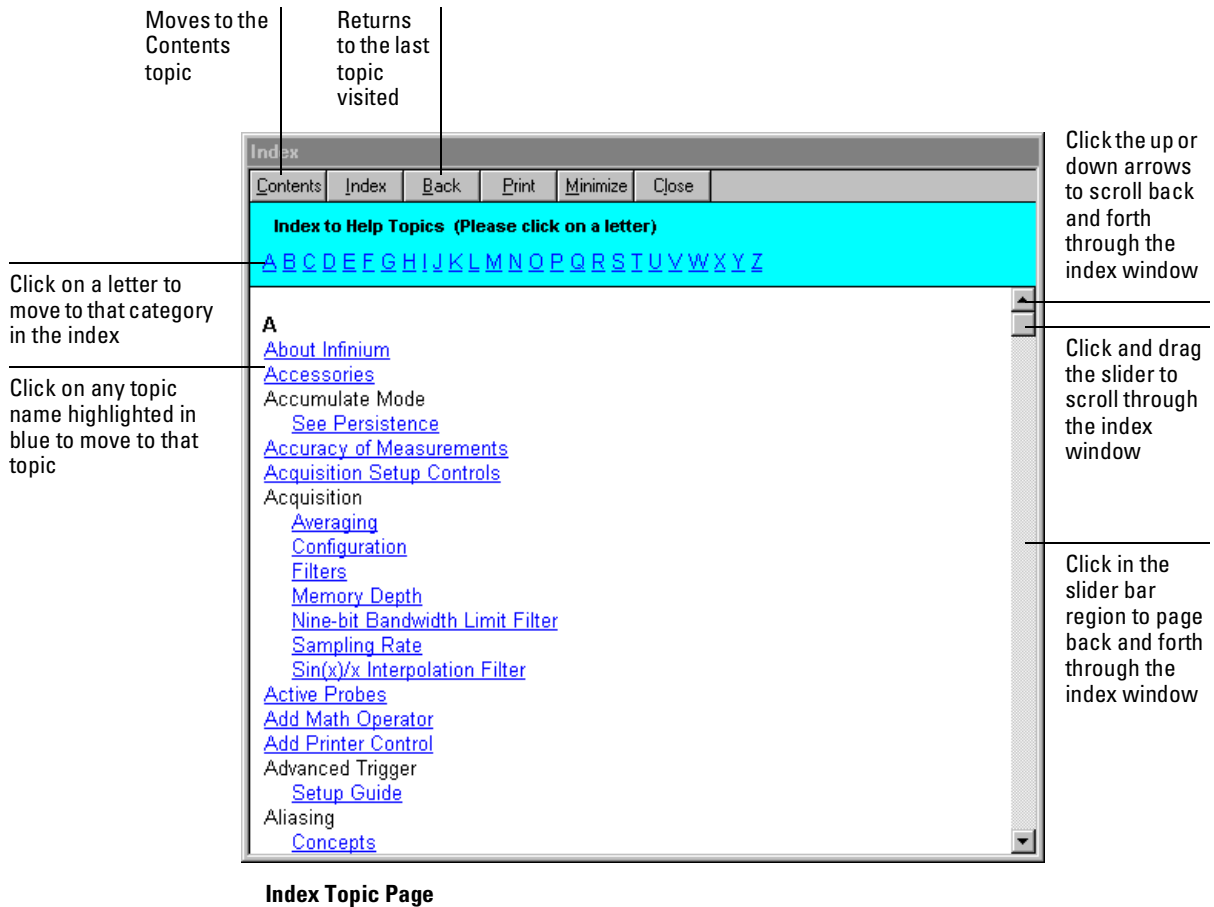 Moves to the
Contents
topic
Returns
to the last
topic
visited
Index
Contents Index Back Print Minimize Close
Index to Help Topics (Please click on a letter)
A B C D E F G H I J K L M N O P Q R S T U V W X Y Z
Click on a letter to
move to that category
in the index
Click on any topic
name highlighted in
blue to move to that
topic
A
About Infinium
Accessories
Accumulate Mode
See Persistence
Accuracy of Measurements
Acquisition Setup Controls
Acquisition
Averaging
Configuration
Filters
Memory Depth
Nine-bit Bandwidth Limit Filter
Sampling Rate
Sin(x)/x Interpolation Filter
Active Probes
Add Math Operator
Add Printer Control
Advanced Trigger
Setup Guide
Aliasing
Concepts
Click the up or
down arrows
to scroll back
and forth
through the
index window
Click and drag
the slider to
scroll through
the index
window
Click in the
slider bar
region to page
back and forth
through the
index window
Index Topic Page